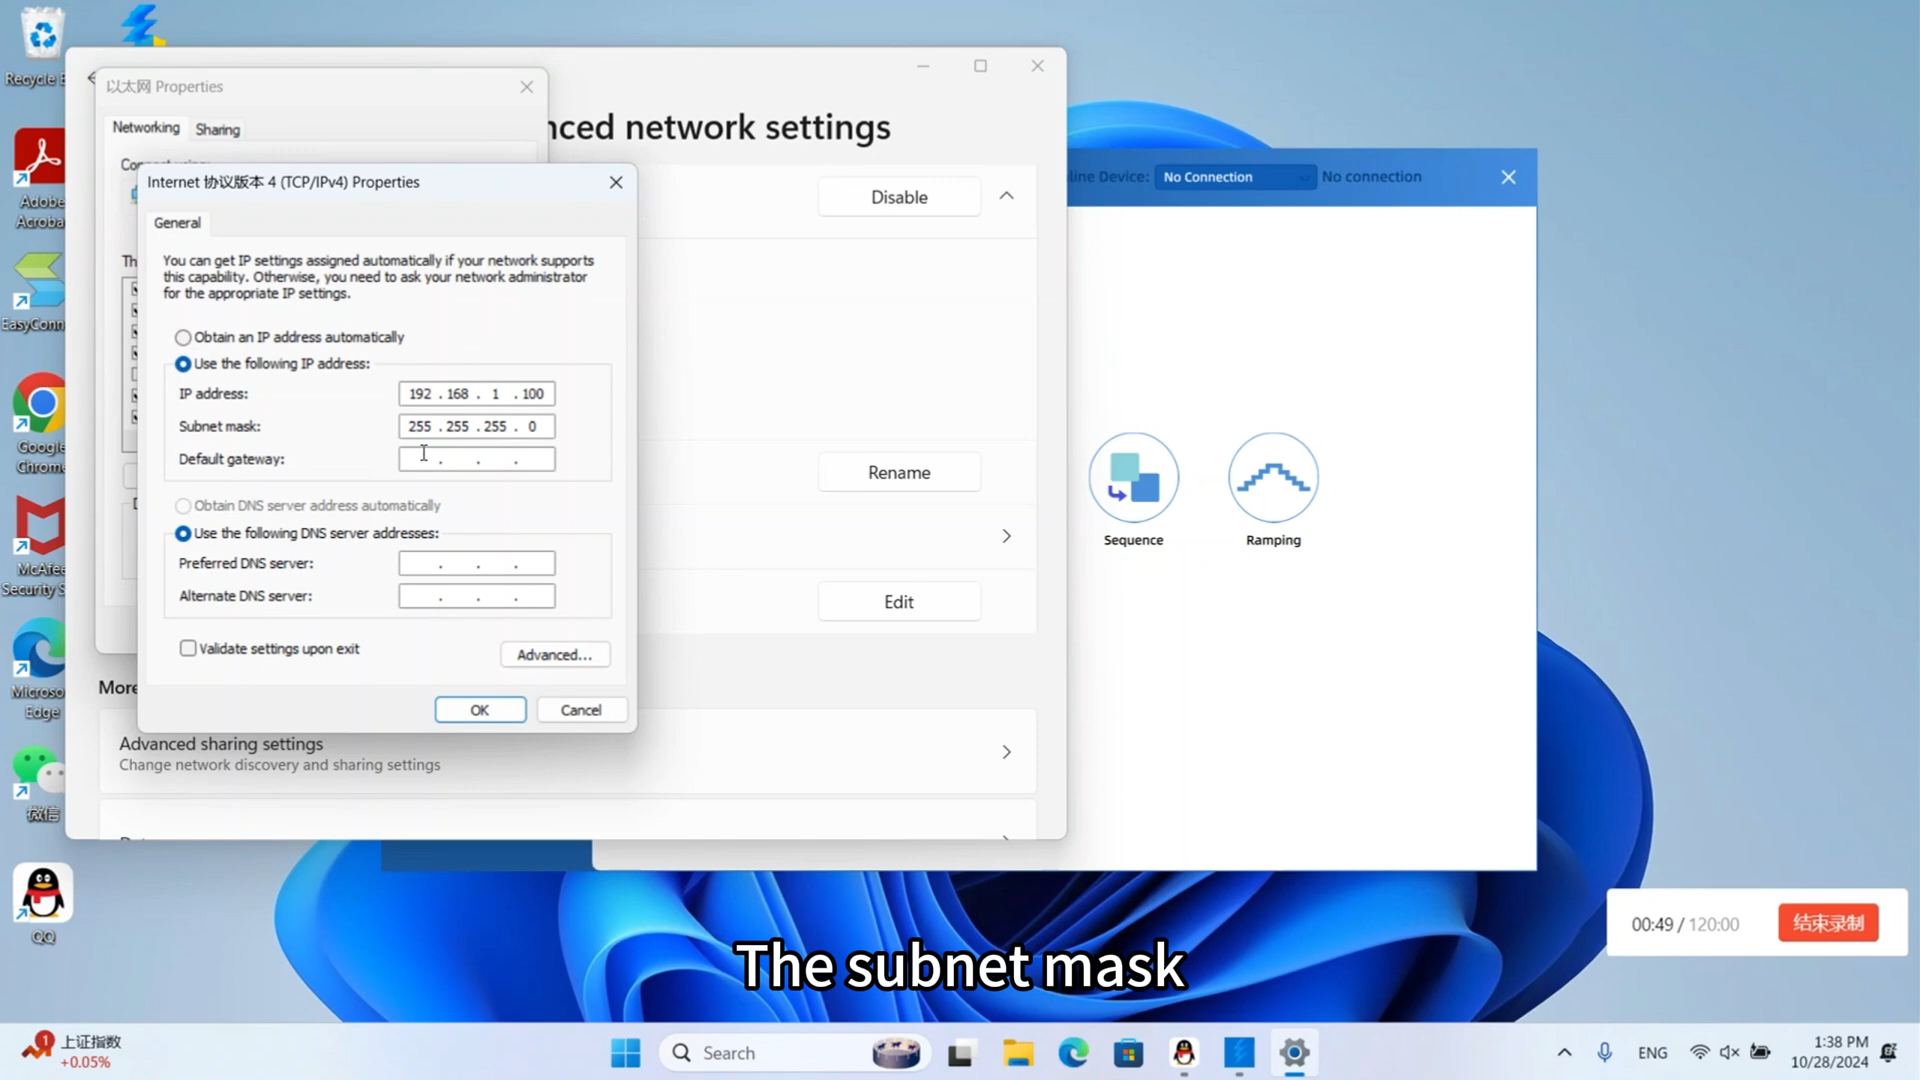 Recycle
Adobe
Acroba
EasyConn
Google
Chrome
McAfee
Security S
Microso
Edge
微信
QQ
以太网 Properties
Networking
Sharing
nced network settings
Internet 协议版本 4 (TCP/IPv4) Properties
General
You can get IP settings assigned automatically if your network supports
this capability. Otherwise, you need to ask your network administrator
for the appropriate IP settings.
Obtain an IP address automatically
Use the following IP address:
IP address: 192 . 168 . 1 . 100
Subnet mask: 255 . 255 . 255 . 0
Default gateway: . . .
Obtain DNS server address automatically
Use the following DNS server addresses:
Preferred DNS server: . . .
Alternate DNS server: . . .
Validate settings upon exit
Advanced...
OK
Cancel
Disable
Rename
Edit
More
Advanced sharing settings
Change network discovery and sharing settings
line Device: No Connection No connection
Sequence
Ramping
00:49 / 120:00
结束录制
The subnet mask
1
上证指数
+0.05%
Search
ENG
1:38 PM
10/28/2024